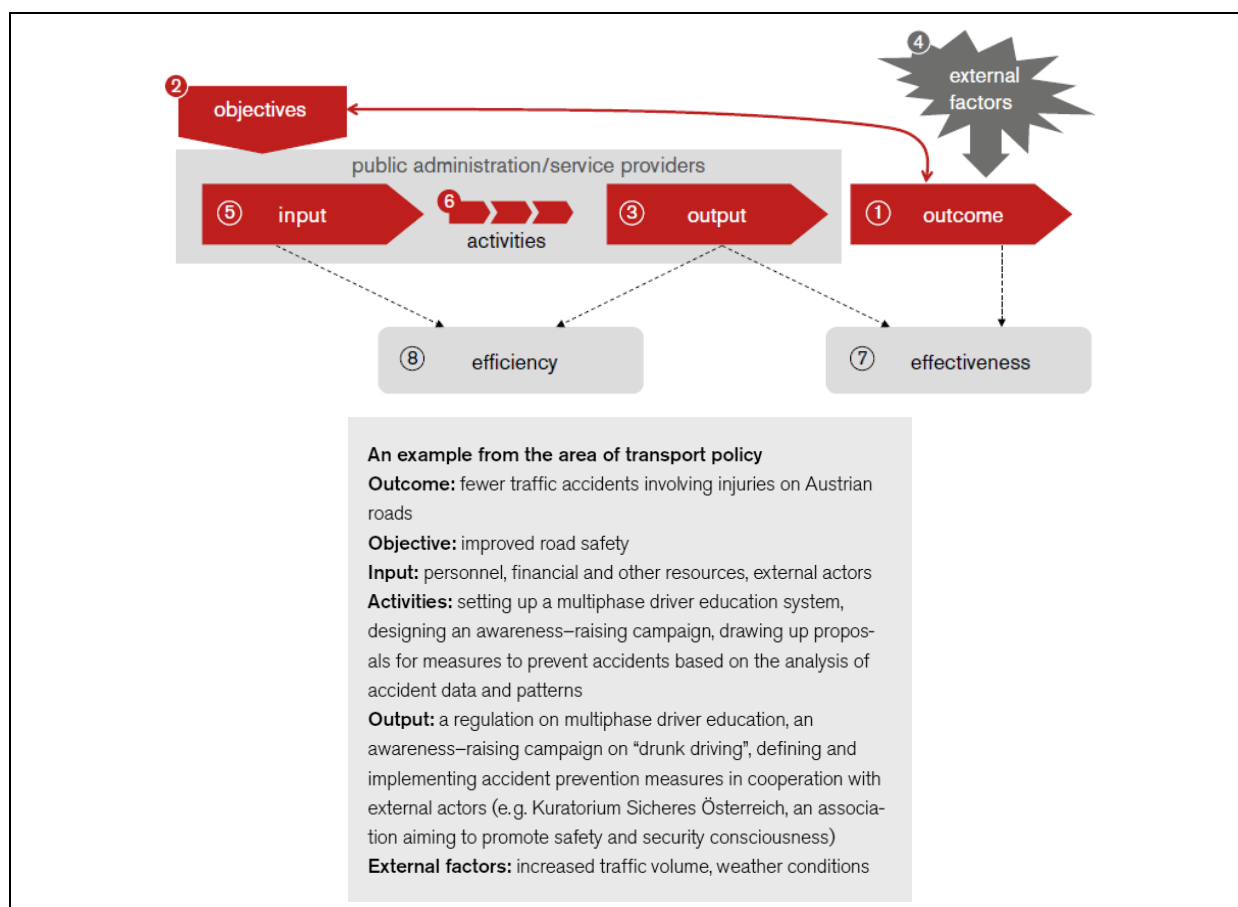 ④
external
factors
②
objectives
public administration/service providers
⑤ input
⑥
activities
③ output
① outcome
⑧ efficiency
⑦ effectiveness
An example from the area of transport policy
Outcome: fewer traffic accidents involving injuries on Austrian
roads
Objective: improved road safety
Input: personnel, financial and other resources, external actors
Activities: setting up a multiphase driver education system,
designing an awareness–raising campaign, drawing up propos-
als for measures to prevent accidents based on the analysis of
accident data and patterns
Output: a regulation on multiphase driver education, an
awareness–raising campaign on “drunk driving”, defining and
implementing accident prevention measures in cooperation with
external actors (e.g. Kuratorium Sicheres Österreich, an associa-
tion aiming to promote safety and security consciousness)
External factors: increased traffic volume, weather conditions